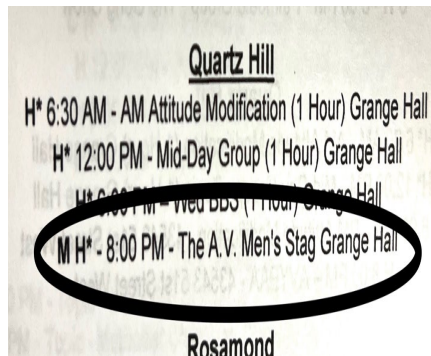 Quartz Hill
H* 6:30 AM - AM Attitude Modification (1 Hour) Grange Hall
H* 12:00 PM - Mid-Day Group (1 Hour) Grange Hall
H* PM – Wed BBS (1 Hour) Grange Hall
M H* - 8:00 PM - The A.V. Men's Stag Grange Hall
Rosamond